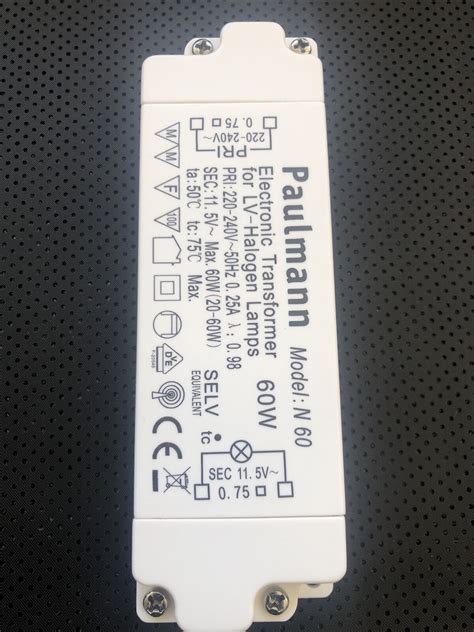 Paulmann Model: N 60
Electronic Transformer 60W
for LV-Halogen Lamps
PRI:220-240V~50Hz 0.25A λ: 0.98
SEC:11.5V~ Max. 60W(20-60W)
ta:50℃ tc:75℃ Max.
SELV
EQUIVALENT
PRI
220-240V~
0.75
tc
SEC 11.5V~
0.75
M
M
F
100
CE